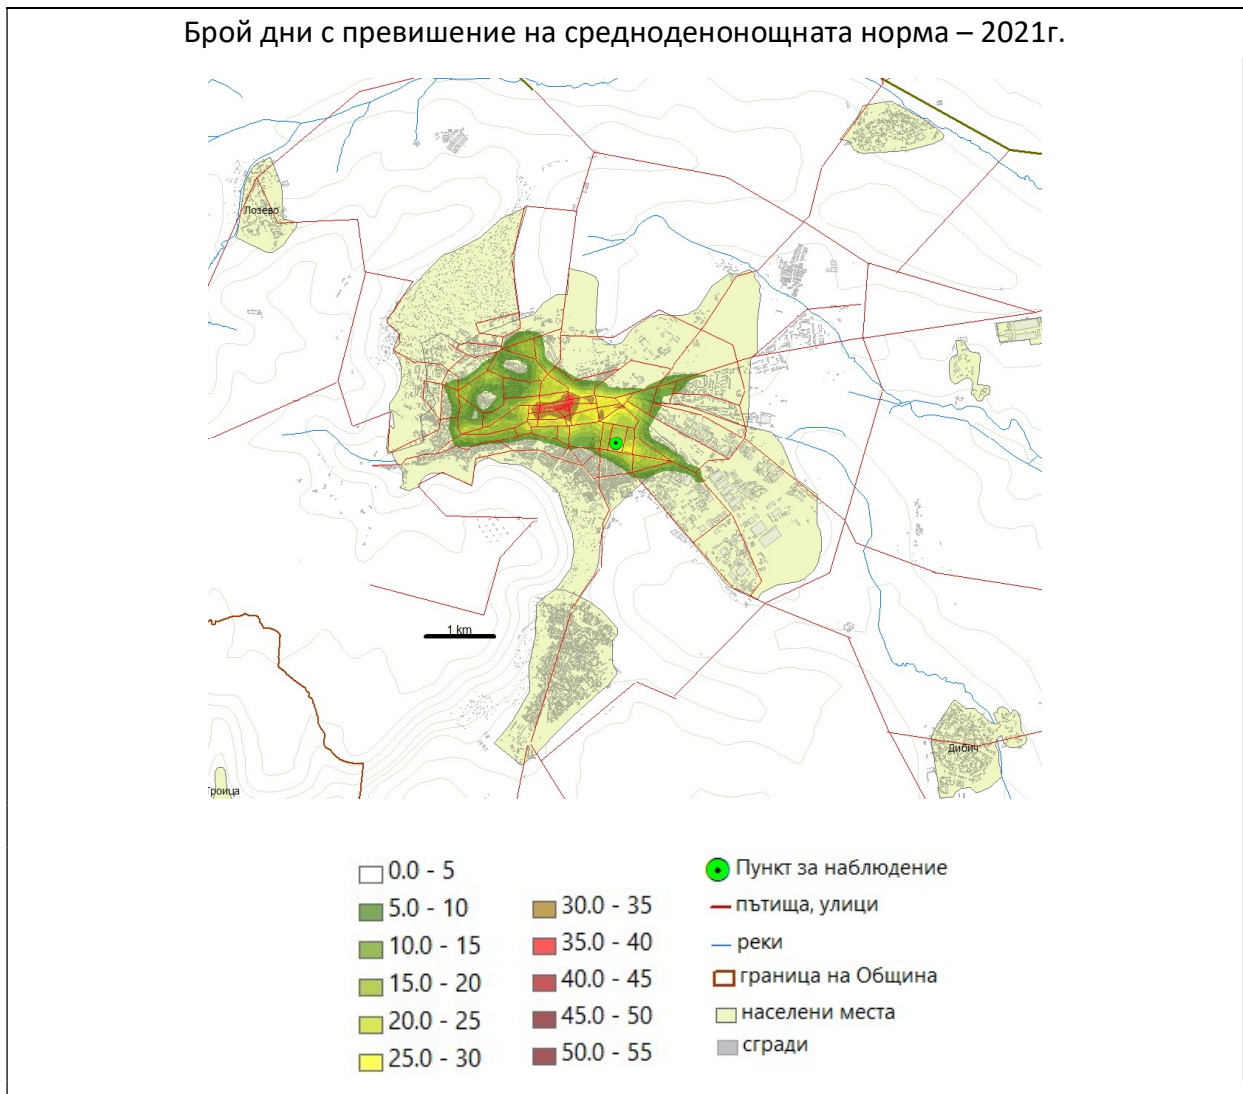 Брой дни с превишение на средноденонощната норма – 2021г.
Лозево
1 km
Дибич
Троица
0.0 - 5
5.0 - 10
10.0 - 15
15.0 - 20
20.0 - 25
25.0 - 30
30.0 - 35
35.0 - 40
40.0 - 45
45.0 - 50
50.0 - 55
Пункт за наблюдение
пътища, улици
реки
граница на Община
населени места
сгради